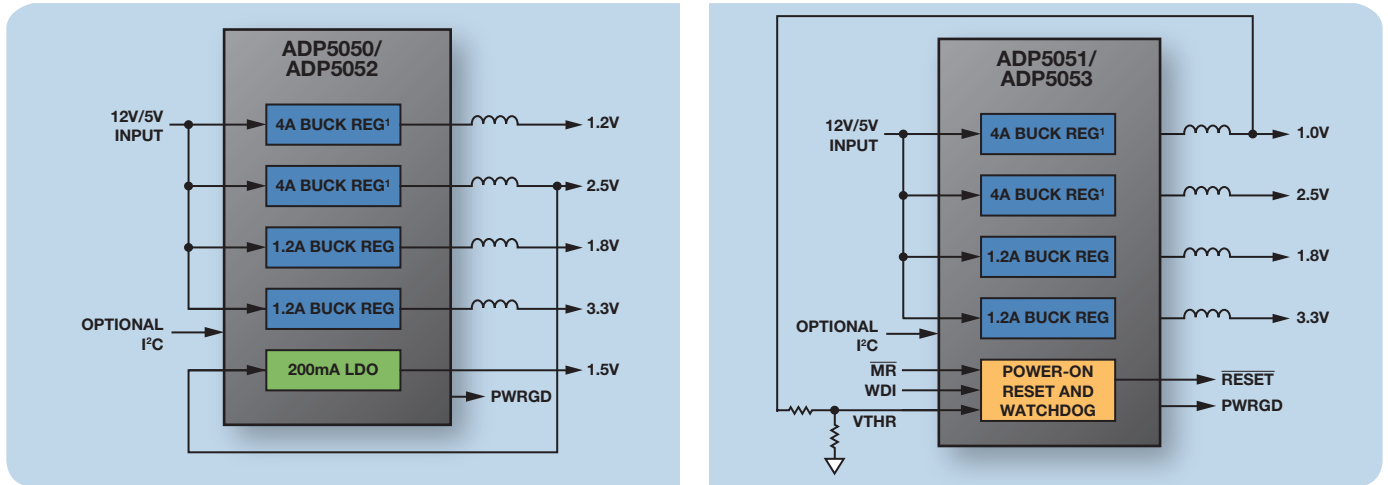 ADP5050/
ADP5052
12V/5V
INPUT
4A BUCK REG¹
1.2V
4A BUCK REG¹
2.5V
1.2A BUCK REG
1.8V
1.2A BUCK REG
3.3V
OPTIONAL
I²C
200mA LDO
1.5V
PWRGD
ADP5051/
ADP5053
12V/5V
INPUT
4A BUCK REG¹
1.0V
4A BUCK REG¹
2.5V
1.2A BUCK REG
1.8V
1.2A BUCK REG
3.3V
OPTIONAL
I²C
MR
WDI
VTHR
POWER-ON
RESET AND
WATCHDOG
RESET
PWRGD